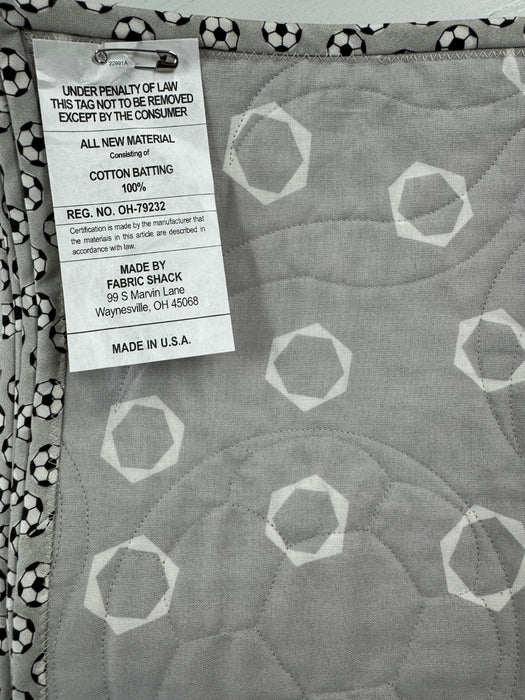 22991A
UNDER PENALTY OF LAW
THIS TAG NOT TO BE REMOVED
EXCEPT BY THE CONSUMER
ALL NEW MATERIAL
Consisting of
COTTON BATTING
100%
REG. NO. OH-79232
Certification is made by the manufacturer that
the materials in this article are described in
accordance with law.
MADE BY
FABRIC SHACK
99 S Marvin Lane
Waynesville, OH 45068
MADE IN U.S.A.